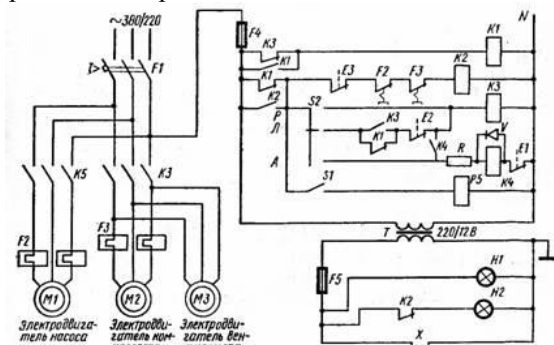 ~380/220
F4
N
K3
K1
K1
F1
K1
E3
F2
F3
K2
K2
P
S2
K3
Л
K3
E2
V
K1
K4
A
R
K4
E1
K5
K3
S1
P5
F2
F3
T
220/12В
F5
H1
K2
H2
M1
M2
M3
X
Электродвига-
тель насоса
Электродви-
гатель ком-
Электродви-
гатель вен-